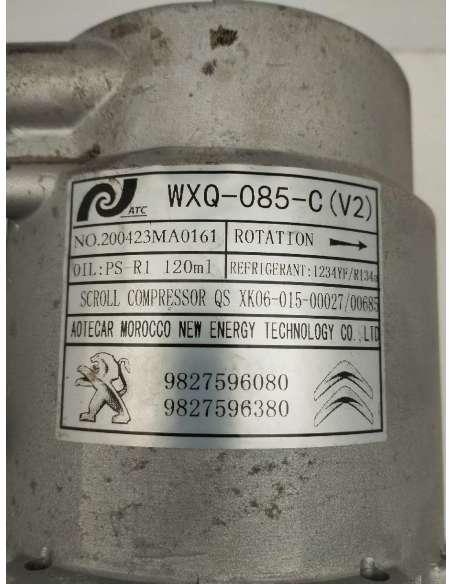 ATC WXQ-085-C(V2)
NO.200423MA0161 ROTATION
OIL:PS-R1 120ml REFRIGERANT:1234YF/R134a
SCROLL COMPRESSOR QS XK06-015-00027/00685
AOTECAR MOROCCO NEW ENERGY TECHNOLOGY CO.,LTD
9827596080
9827596380